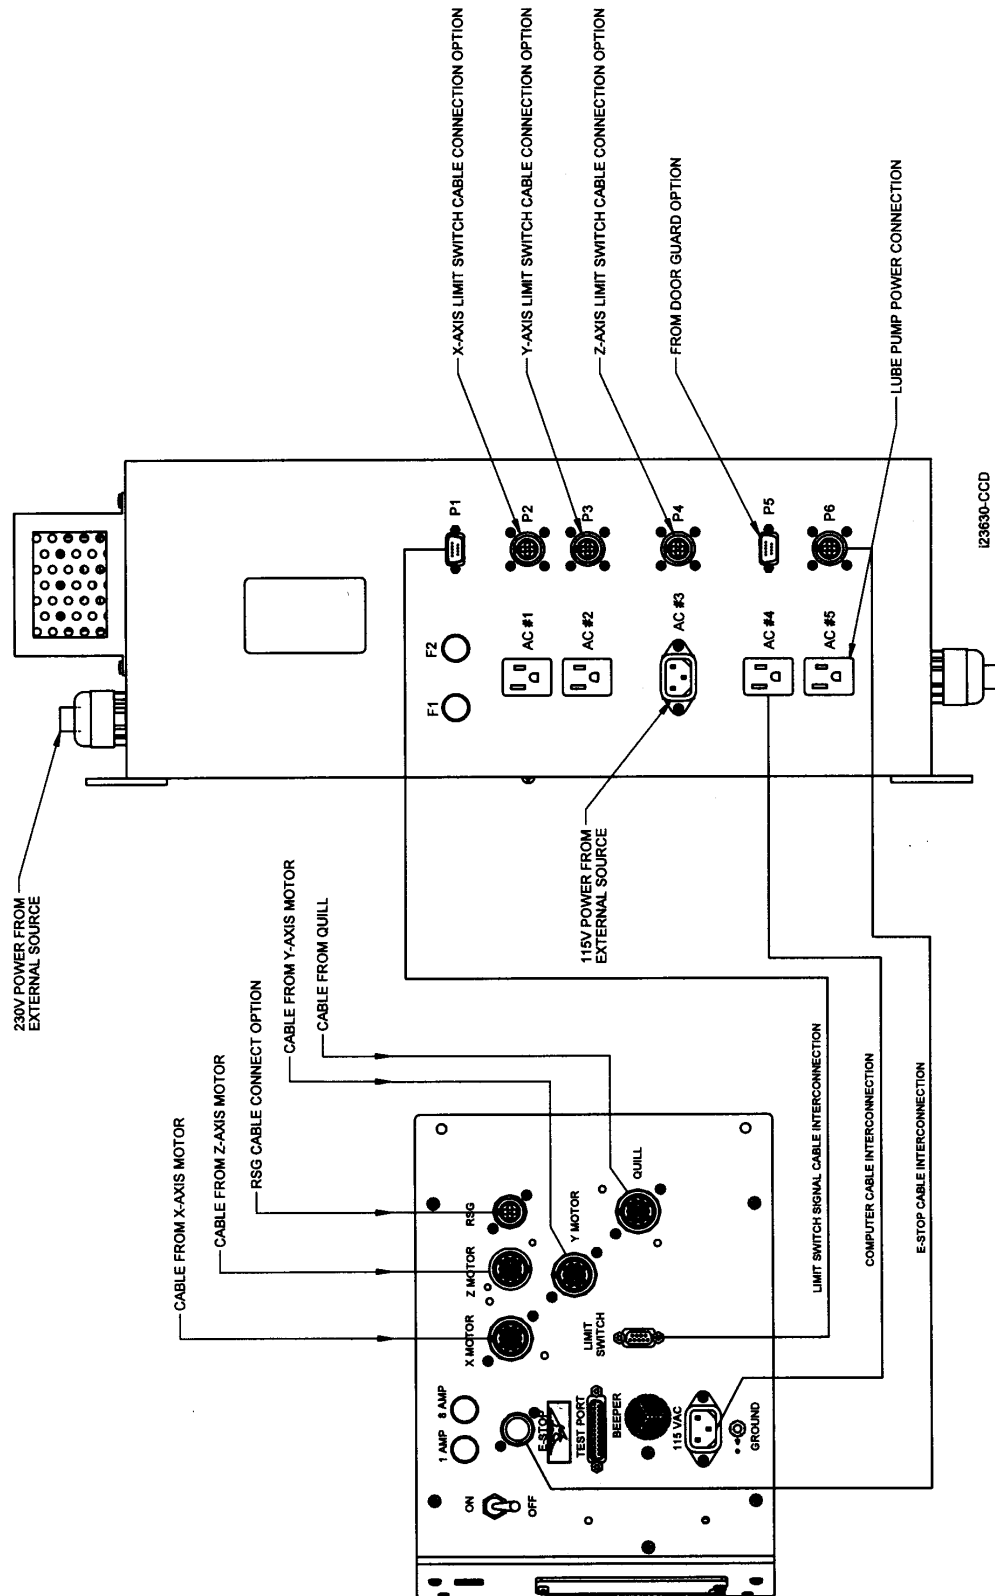 230V POWER FROM
EXTERNAL SOURCE
CABLE FROM X-AXIS MOTOR
CABLE FROM Z-AXIS MOTOR
RSG CABLE CONNECT OPTION
CABLE FROM Y-AXIS MOTOR
CABLE FROM QUILL
115V POWER FROM
EXTERNAL SOURCE
X-AXIS LIMIT SWITCH CABLE CONNECTION OPTION
Y-AXIS LIMIT SWITCH CABLE CONNECTION OPTION
Z-AXIS LIMIT SWITCH CABLE CONNECTION OPTION
FROM DOOR GUARD OPTION
LUBE PUMP POWER CONNECTION
F1
F2
P1
AC #1
P2
AC #2
P3
AC #3
P4
AC #4
P5
AC #5
P6
ON
OFF
1 AMP
8 AMP
X MOTOR
Z MOTOR
RSG
E-STOP
Y MOTOR
TEST PORT
LIMIT
SWITCH
QUILL
BEEPER
115 VAC
GROUND
LIMIT SWITCH SIGNAL CABLE INTERCONNECTION
COMPUTER CABLE INTERCONNECTION
E-STOP CABLE INTERCONNECTION
i23630-CCD